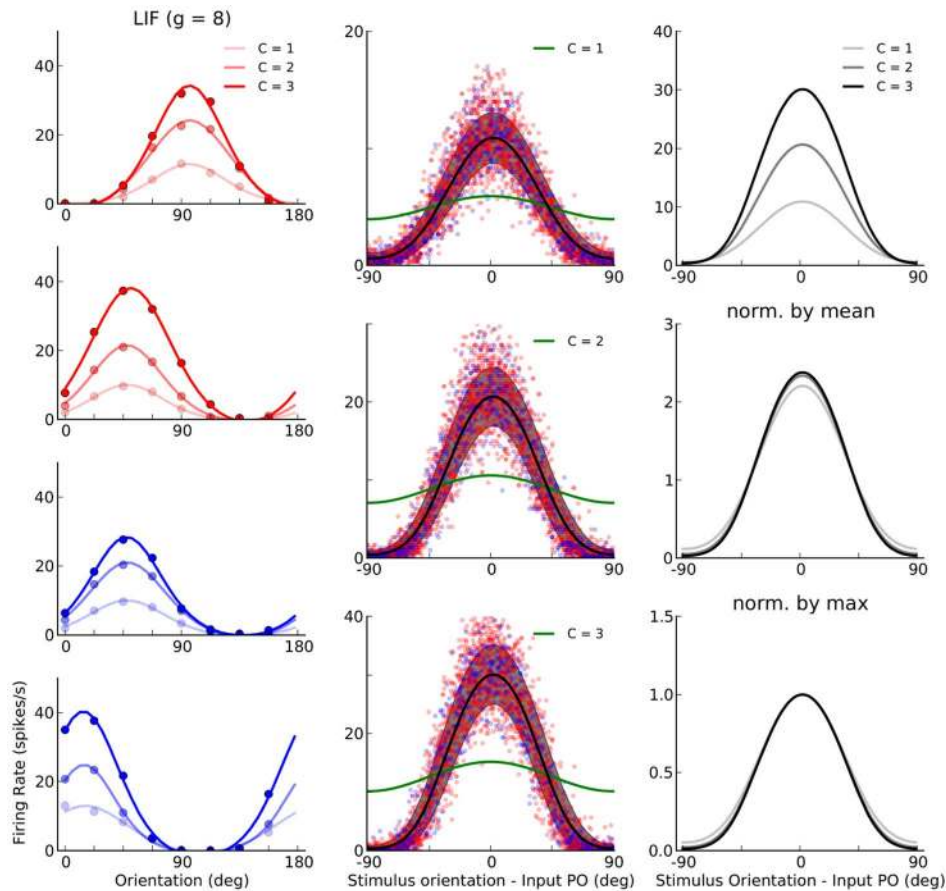 LIF (g = 8)
C = 1
C = 2
C = 3
40
20
0
0 90 180
40
20
0
0 90 180
40
20
0
0 90 180
40
20
0
0 90 180
Firing Rate (spikes/s)
Orientation (deg)
20
C = 1
10
0
-90 0 90
C = 2
20
10
0
-90 0 90
40
C = 3
20
0
-90 0 90
Stimulus orientation - Input PO (deg)
40
C = 1
C = 2
C = 3
30
20
10
0
-90 0 90
norm. by mean
3
2
1
0
-90 0 90
norm. by max
1.5
1.0
0.5
0.0
-90 0 90
Stimulus Orientation - Input PO (deg)